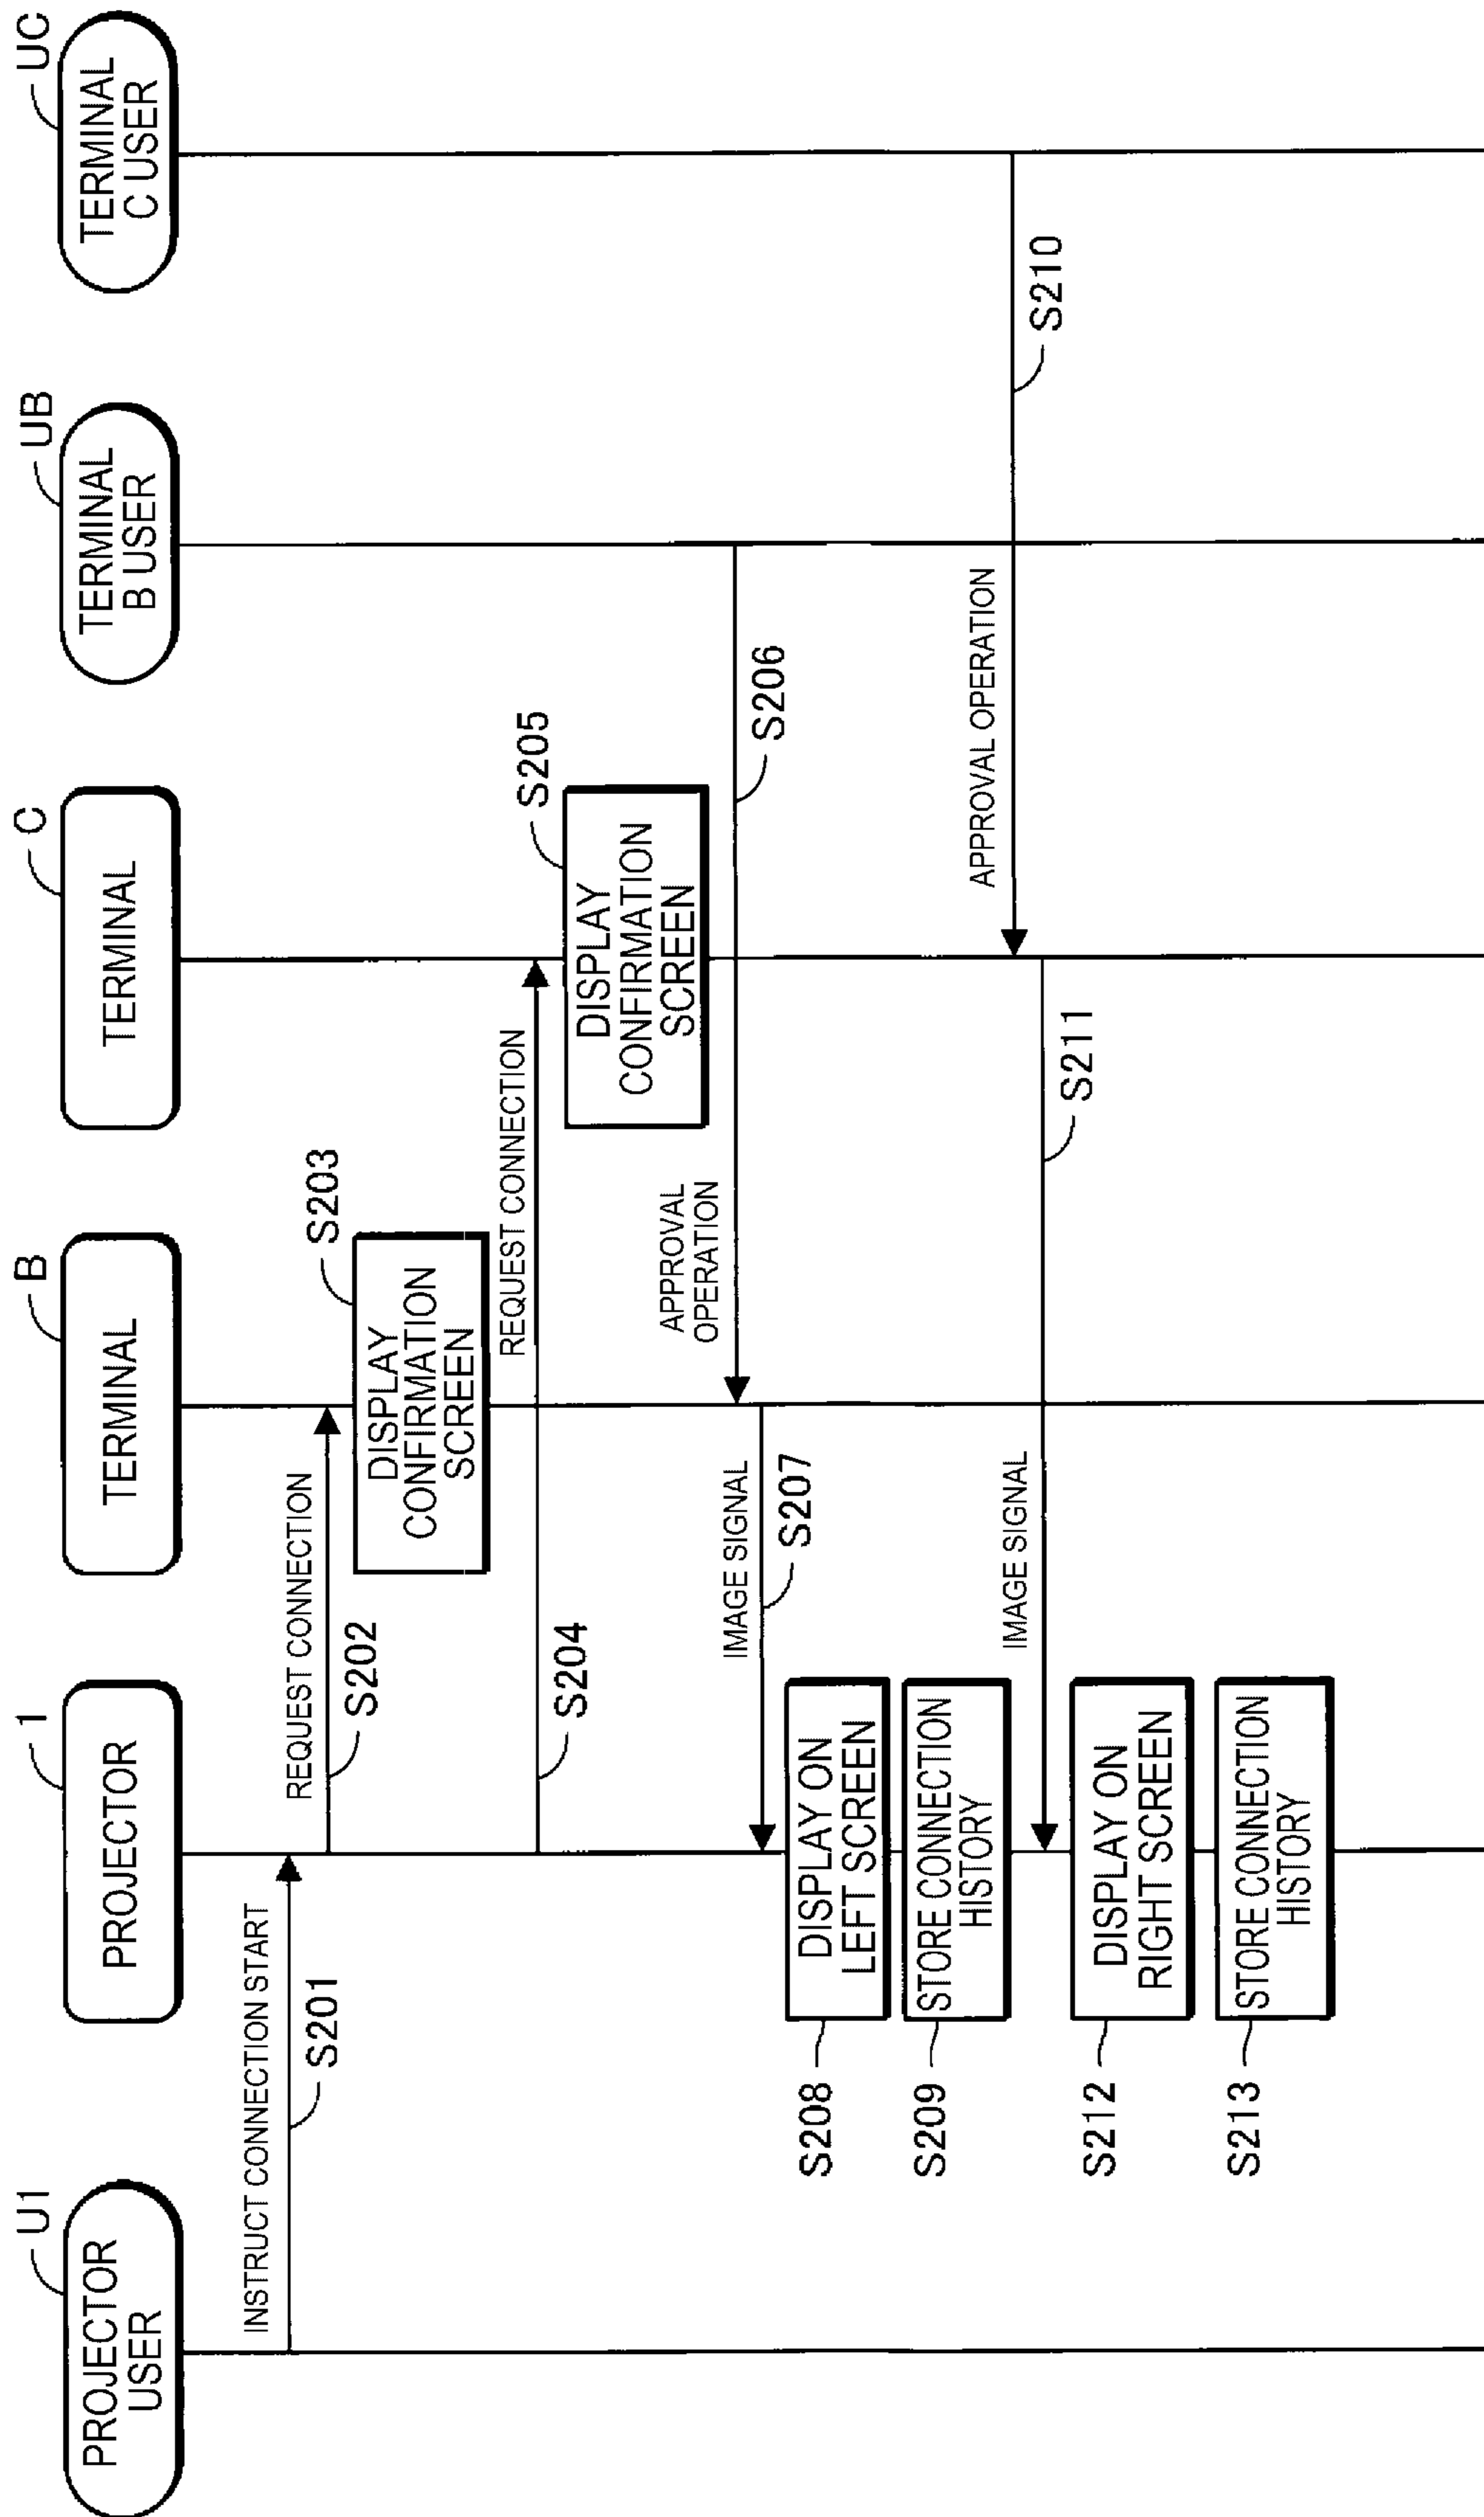 U1
PROJECTOR
USER
1
PROJECTOR
B
TERMINAL
C
TERMINAL
UB
TERMINAL
B USER
UC
TERMINAL
C USER
INSTRUCT CONNECTION START
S201
REQUEST CONNECTION
S202
S203
DISPLAY
CONFIRMATION
SCREEN
REQUEST CONNECTION
S204
S205
DISPLAY
CONFIRMATION
SCREEN
APPROVAL
OPERATION
S206
IMAGE SIGNAL
S207
S208
DISPLAY ON
LEFT SCREEN
S209
STORE CONNECTION
HISTORY
APPROVAL OPERATION
S210
IMAGE SIGNAL
S211
S212
DISPLAY ON
RIGHT SCREEN
S213
STORE CONNECTION
HISTORY